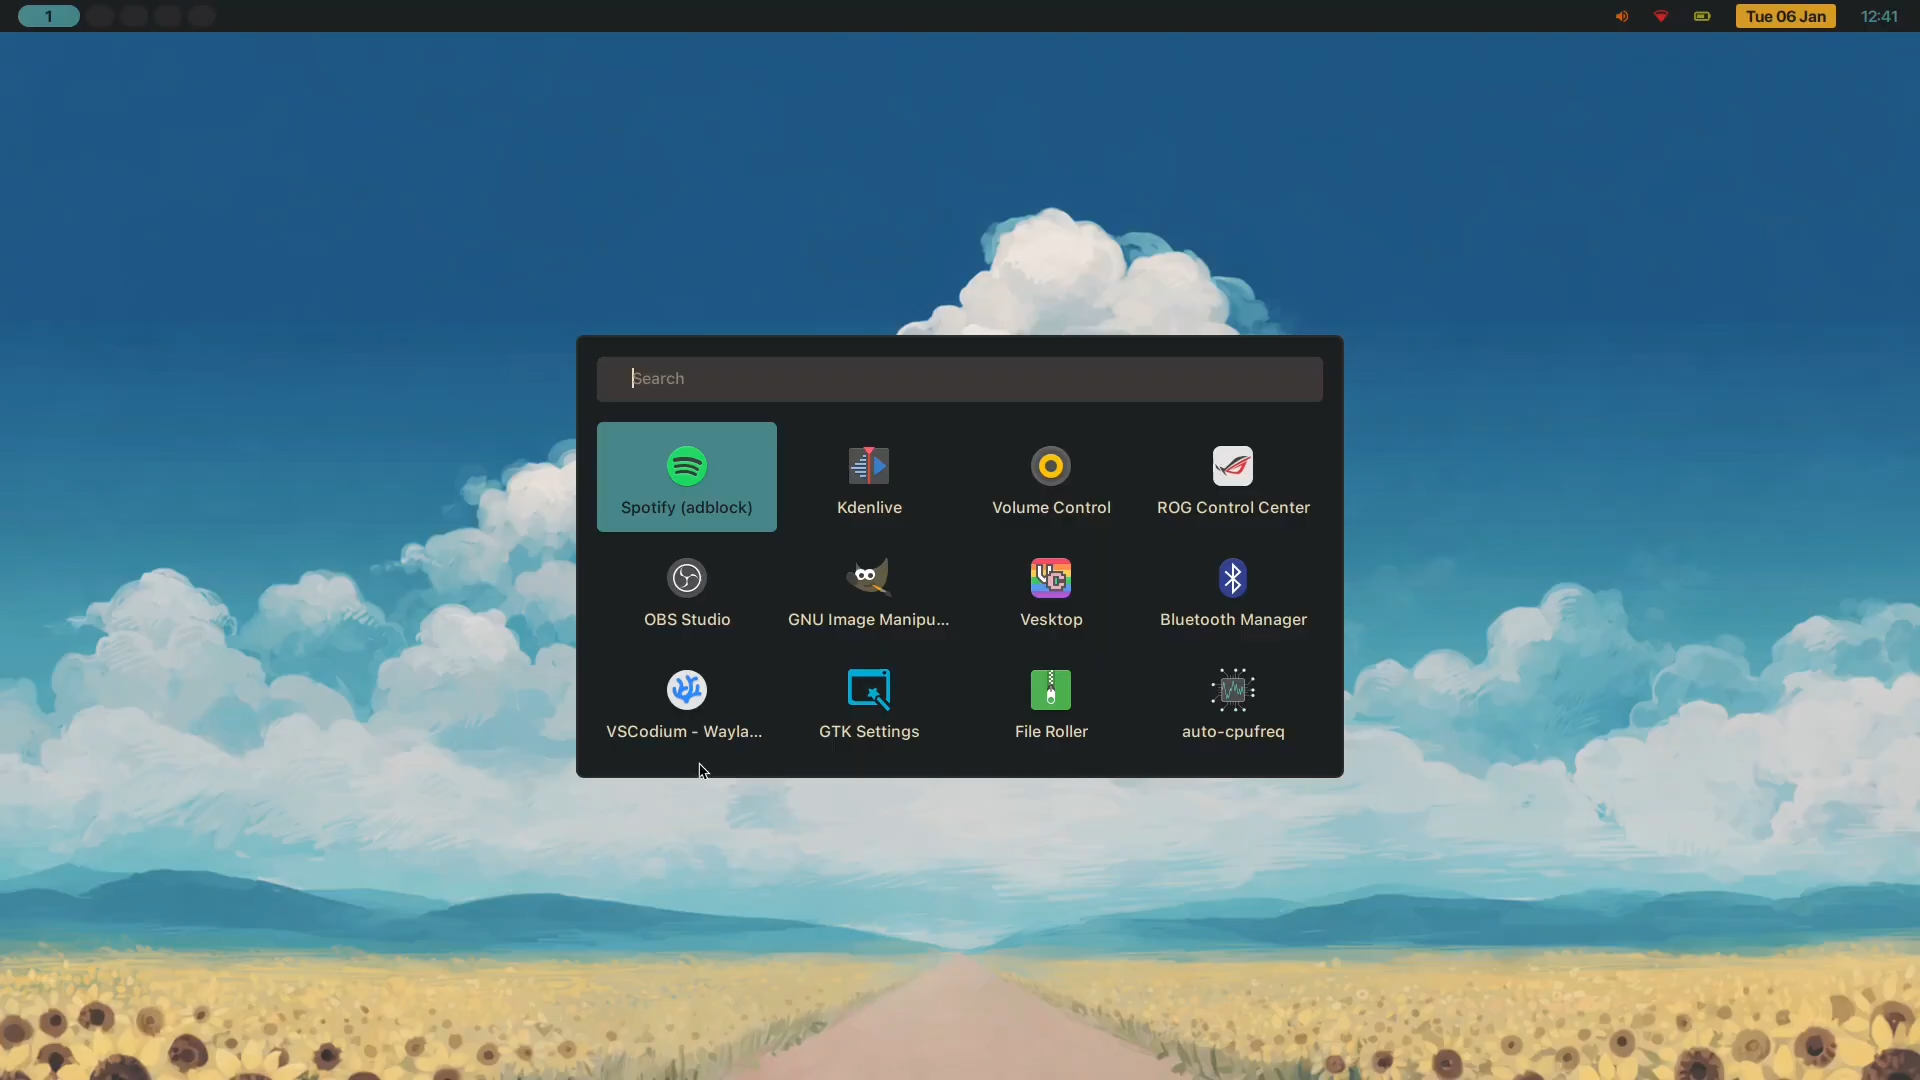 1
Tue 06 Jan
12:41
Search
Spotify (adblock)
Kdenlive
Volume Control
ROG Control Center
OBS Studio
GNU Image Manipu...
Vesktop
Bluetooth Manager
VSCodium - Wayla...
GTK Settings
File Roller
auto-cpufreq